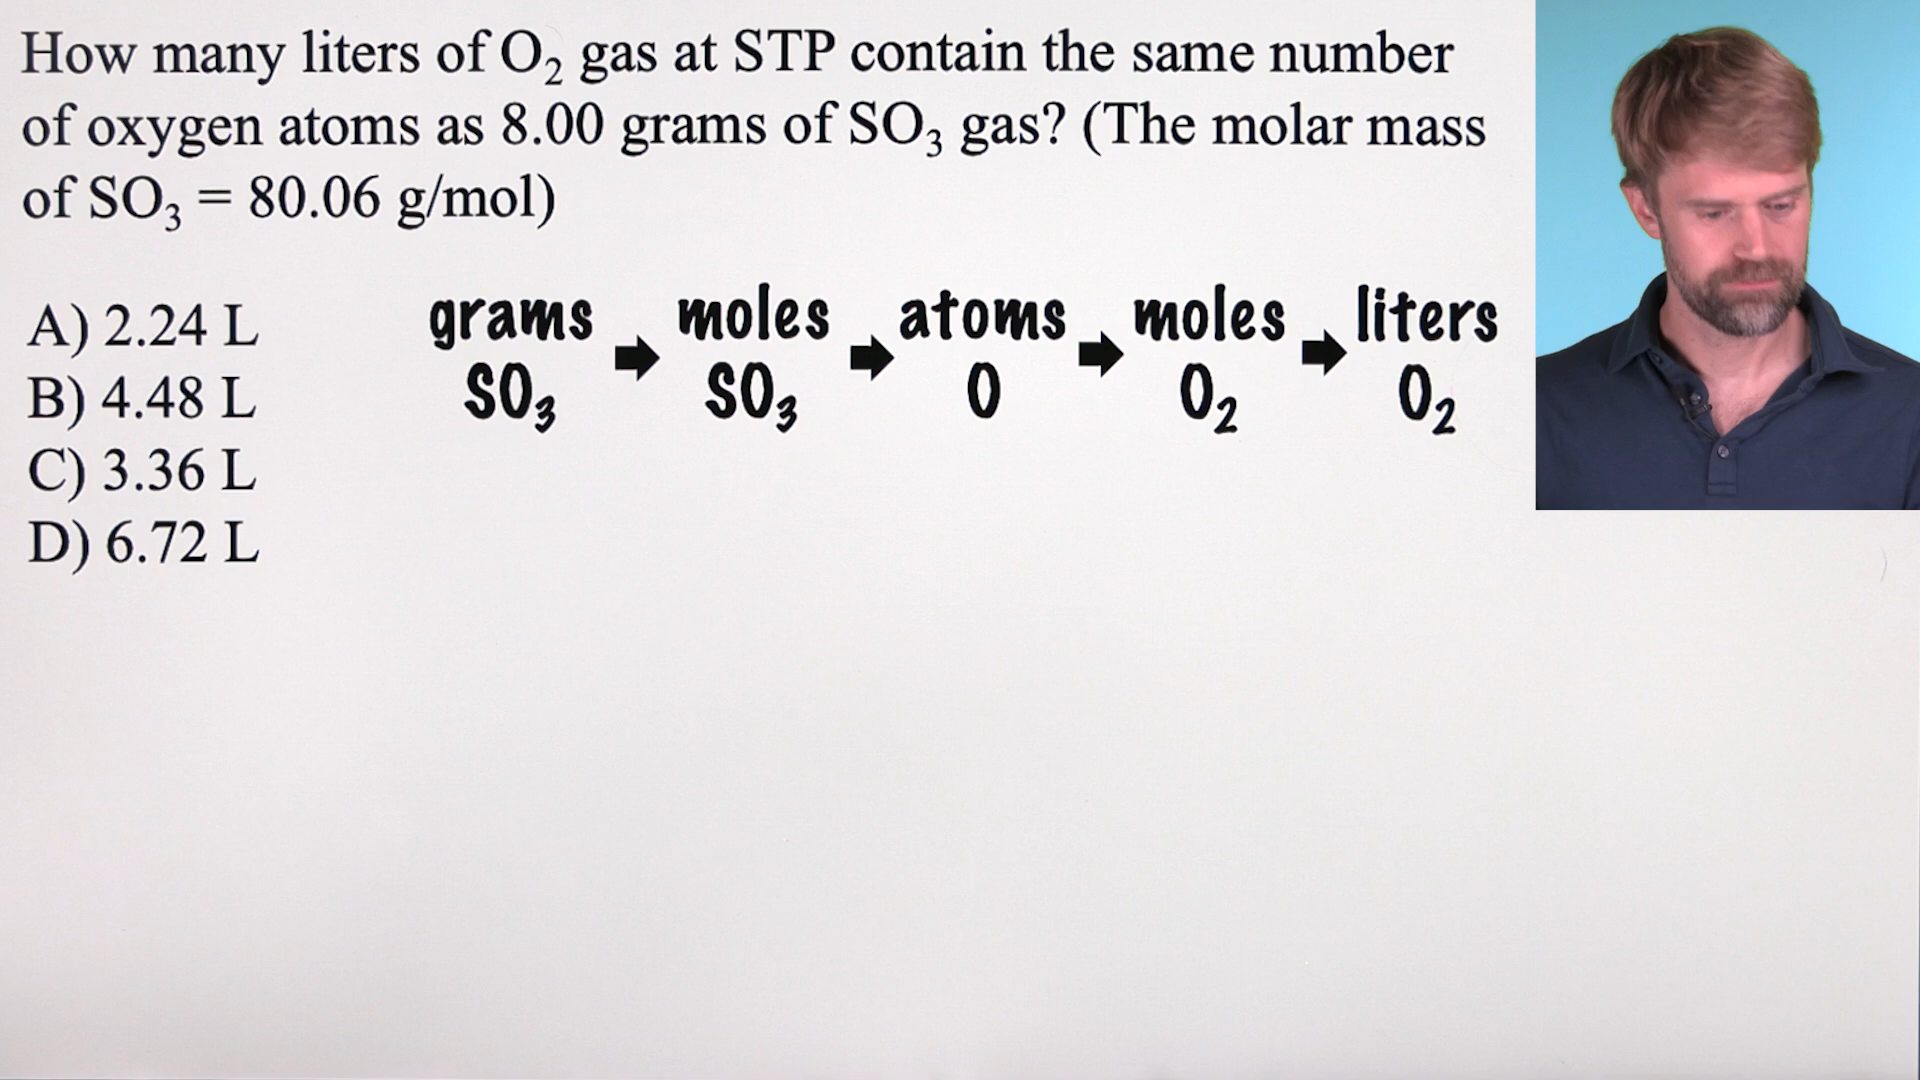 How many liters of O₂ gas at STP contain the same number
of oxygen atoms as 8.00 grams of SO₃ gas? (The molar mass
of SO₃ = 80.06 g/mol)
A) 2.24 L
B) 4.48 L
C) 3.36 L
D) 6.72 L
grams SO₃ ➡ moles SO₃ ➡ atoms O ➡ moles O₂ ➡ liters O₂